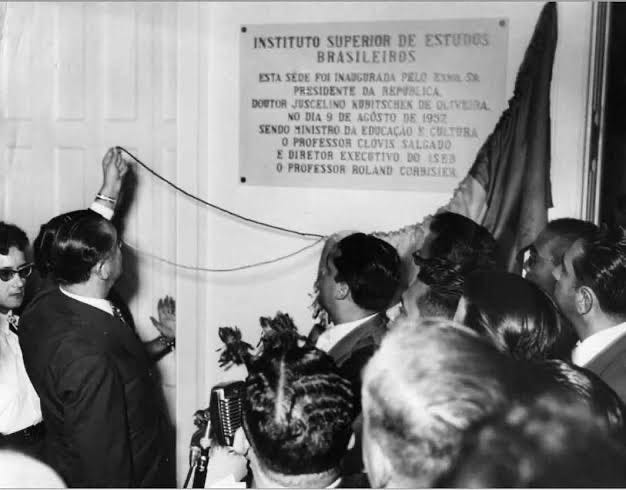 INSTITUTO SUPERIOR DE ESTUDOS
BRASILEIROS
ESTA SÉDE FOI INAUGURADA PELO EXMO. SR.
PRESIDENTE DA REPÚBLICA,
DOUTOR JUSCELINO KUBITSCHEK DE OLIVEIRA,
NO DIA 9 DE AGÔSTO DE 1957,
SENDO MINISTRO DA EDUCAÇÃO E CULTURA
O PROFESSOR CLOVIS SALGADO
E DIRETOR EXECUTIVO DO ISEB
O PROFESSOR ROLAND CORBISIER.